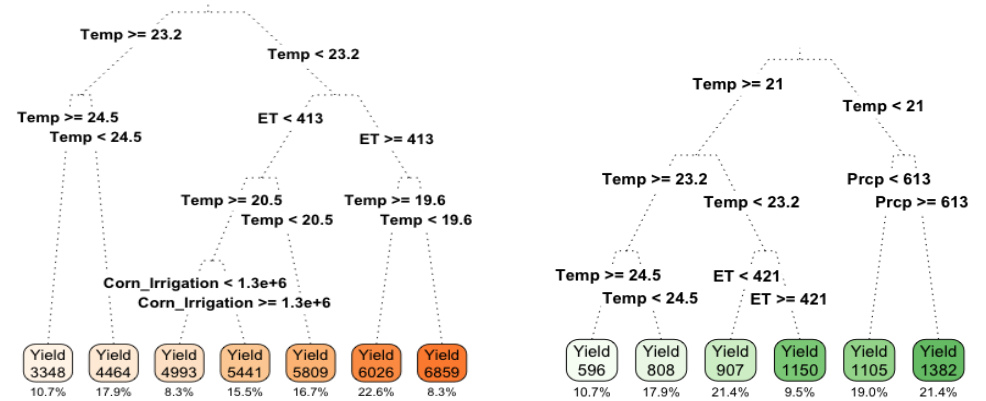 Temp >= 23.2
Temp < 23.2
Temp >= 24.5
Temp < 24.5
ET < 413
ET >= 413
Temp >= 20.5
Temp < 20.5
Temp >= 19.6
Temp < 19.6
Corn_Irrigation < 1.3e+6
Corn_Irrigation >= 1.3e+6
Yield 
3348
10.7%
Yield
4464
17.9%
Yield
4993
8.3%
Yield
5441
15.5%
Yield
5809
16.7%
Yield
6026
22.6%
Yield
6859
8.3%
Temp >= 21
Temp < 21
Temp >= 23.2
Temp < 23.2
Prcp < 613
Prcp >= 613
Temp >= 24.5
Temp < 24.5
ET < 421
ET >= 421
Yield
596
10.7%
Yield
808
17.9%
Yield
907
21.4%
Yield
1150
9.5%
Yield
1105
19.0%
Yield
1382
21.4%